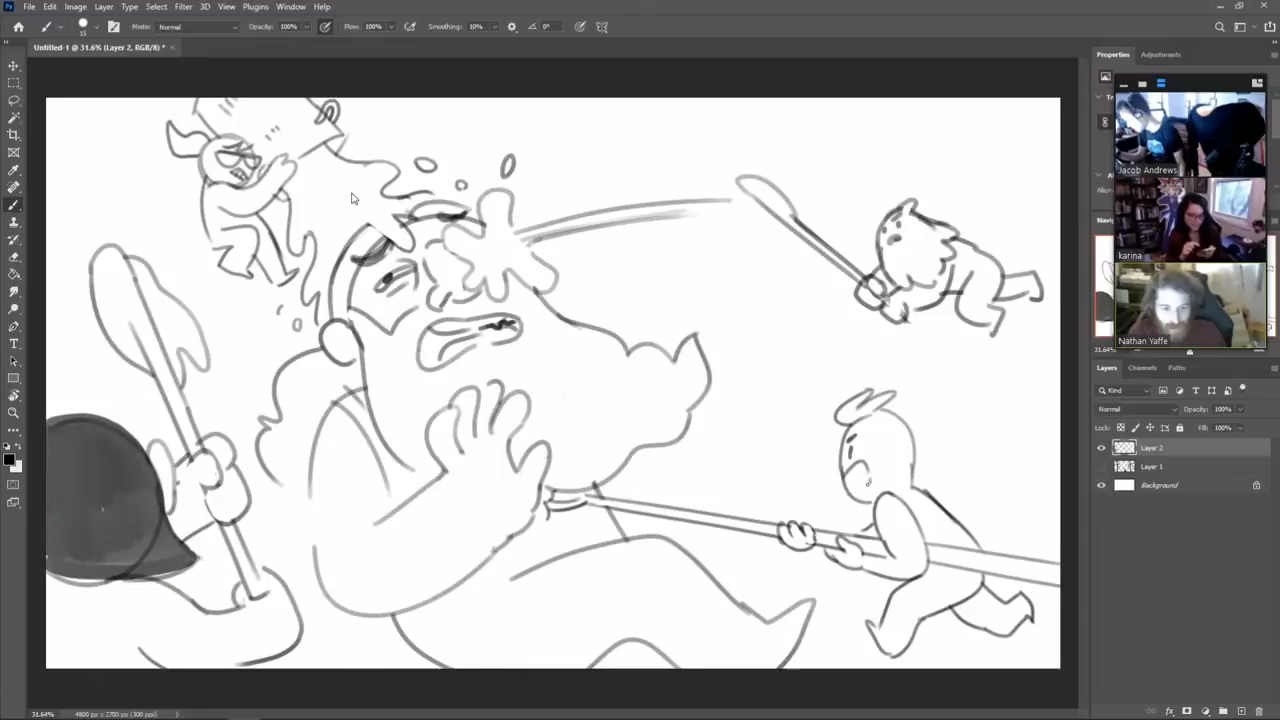 File Edit Image Layer Type Select Filter 3D View Plugins Window Help
15 Mode: Normal Opacity: 100% Flow: 100% Smoothing: 10% 0°
Untitled-1 @ 31.6% (Layer 2, RGB/8) *
Properties Adjustments
Jacob Andrews
karina
Nathan Yaffe
31.64%
Layers Channels Paths
Kind
Normal Opacity: 100%
Lock: Fill: 100%
Layer 2
Layer 1
Background
31.64% 4800 px x 2700 px (300 ppi)